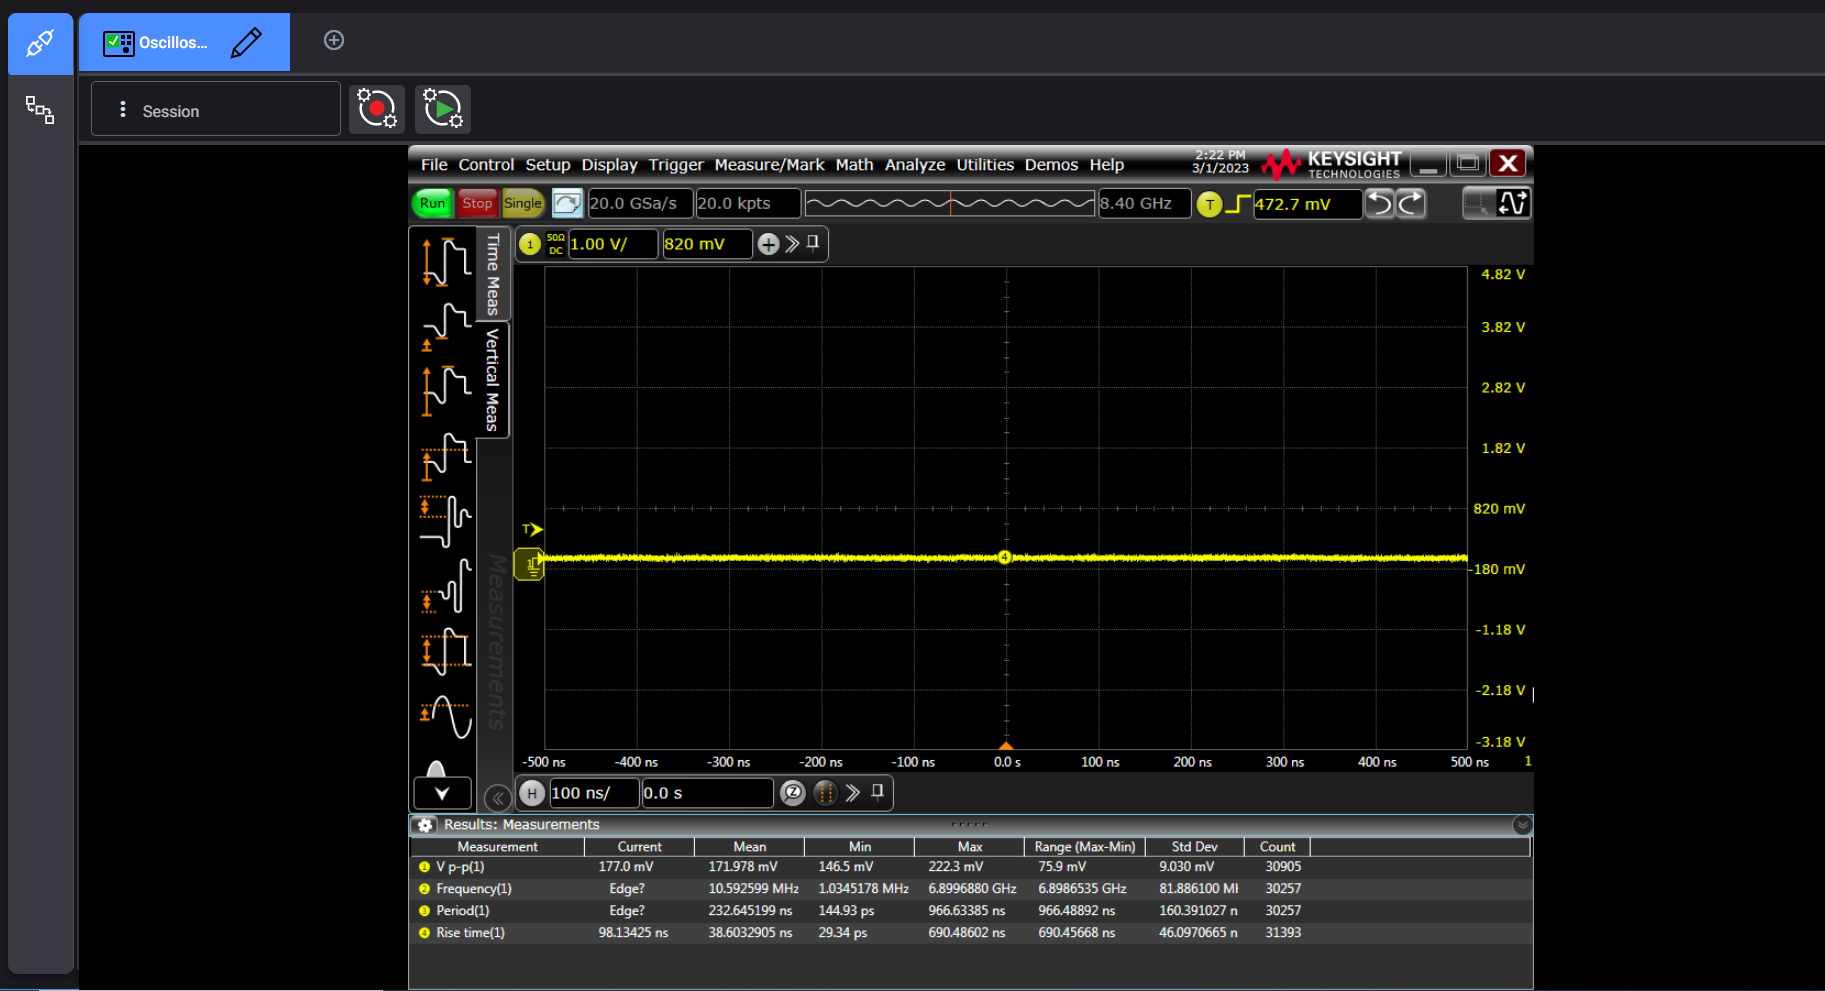 Oscillos...
Session
File Control Setup Display Trigger Measure/Mark Math Analyze Utilities Demos Help
2:22 PM
3/1/2023
KEYSIGHT
TECHNOLOGIES
Run Stop Single 20.0 GSa/s 20.0 kpts 8.40 GHz T 472.7 mV
1 50Ω DC 1.00 V/ 820 mV
Time Meas
Vertical Meas
Measurements
4.82 V
3.82 V
2.82 V
1.82 V
820 mV
T
1
4
-180 mV
-1.18 V
-2.18 V
-3.18 V
-500 ns -400 ns -300 ns -200 ns -100 ns 0.0 s 100 ns 200 ns 300 ns 400 ns 500 ns 1
H 100 ns/ 0.0 s Z
Results: Measurements
Measurement Current Mean Min Max Range (Max-Min) Std Dev Count
1 V p-p(1) 177.0 mV 171.978 mV 146.5 mV 222.3 mV 75.9 mV 9.030 mV 30905
2 Frequency(1) Edge? 10.592599 MHz 1.0345178 MHz 6.8996880 GHz 6.8986535 GHz 81.886100 MH 30257
3 Period(1) Edge? 232.645199 ns 144.93 ps 966.63385 ns 966.48892 ns 160.391027 n 30257
4 Rise time(1) 98.13425 ns 38.6032905 ns 29.34 ps 690.48602 ns 690.45668 ns 46.0970665 n 31393